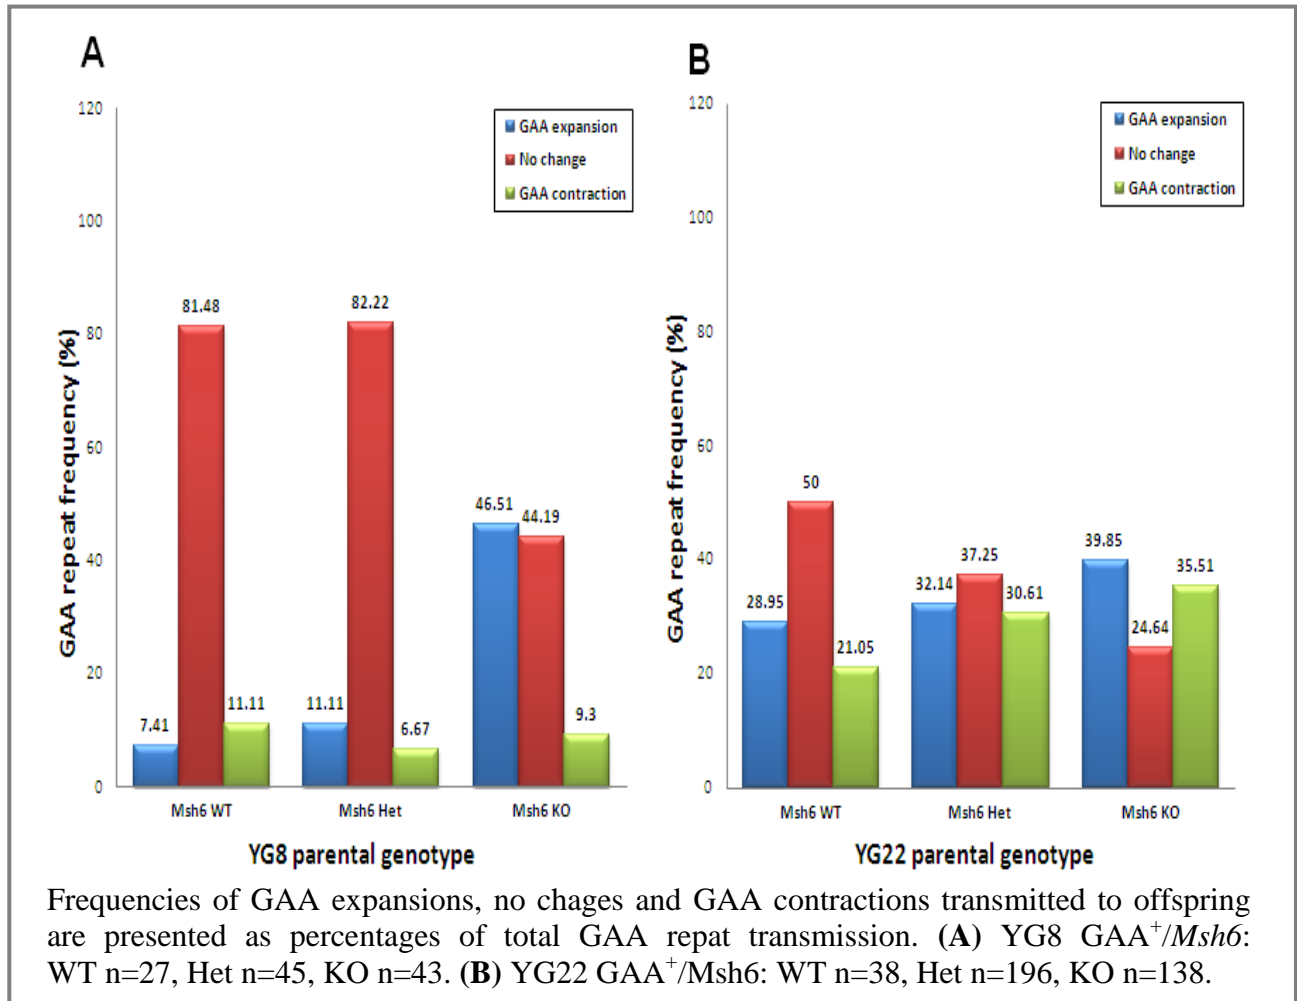 A
GAA repeat frequency (%)
120
100
80
60
40
20
0
GAA expansion
No change
GAA contraction
7.41
81.48
11.11
11.11
82.22
6.67
46.51
44.19
9.3
Msh6 WT
Msh6 Het
Msh6 KO
YG8 parental genotype
B
GAA repeat frequency (%)
120
100
80
60
40
20
0
GAA expansion
No change
GAA contraction
28.95
50
21.05
32.14
37.25
30.61
39.85
24.64
35.51
Msh6 WT
Msh6 Het
Msh6 KO
YG22 parental genotype
Frequencies of GAA expansions, no chages and GAA contractions transmitted to offspring
are presented as percentages of total GAA repat transmission. (A) YG8 GAA⁺/Msh6:
WT n=27, Het n=45, KO n=43. (B) YG22 GAA⁺/Msh6: WT n=38, Het n=196, KO n=138.